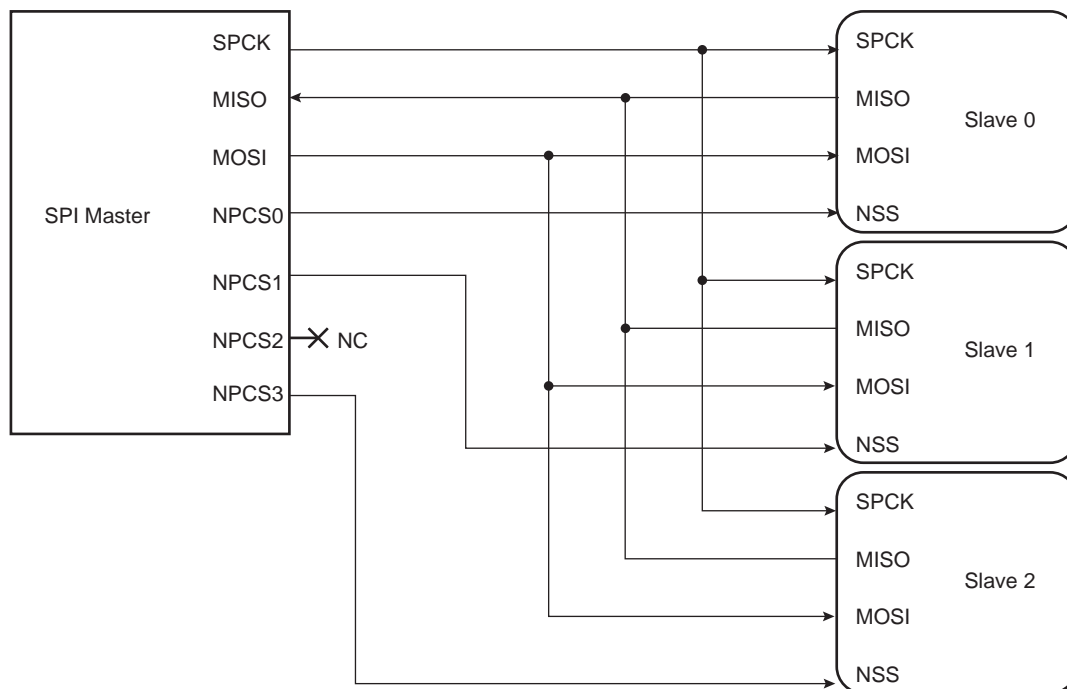 SPI Master
SPCK
MISO
MOSI
NPCS0
NPCS1
NPCS2
NC
NPCS3
SPCK
MISO
MOSI
NSS
Slave 0
SPCK
MISO
MOSI
NSS
Slave 1
SPCK
MISO
MOSI
NSS
Slave 2